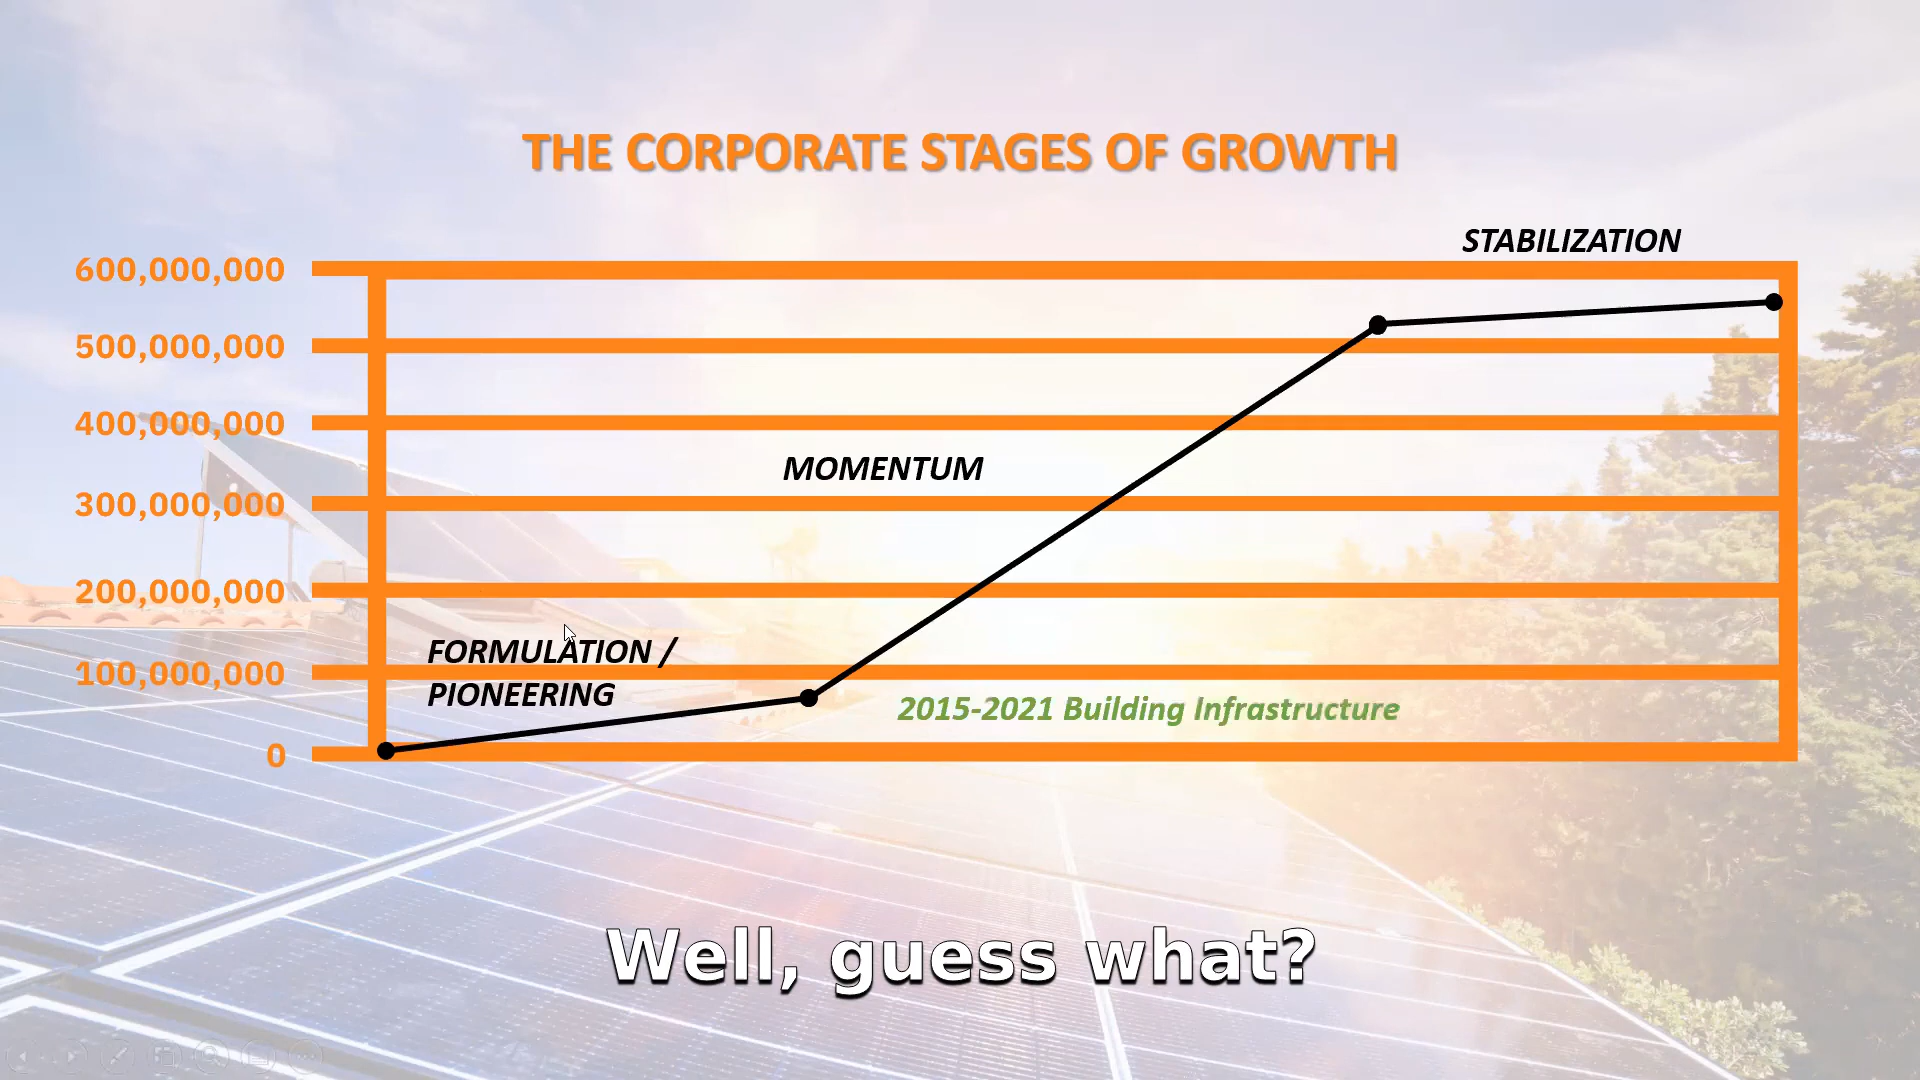 THE CORPORATE STAGES OF GROWTH
STABILIZATION
600,000,000
500,000,000
400,000,000
MOMENTUM
300,000,000
200,000,000
FORMULATION /
PIONEERING
100,000,000
2015-2021 Building Infrastructure
0
Well, guess what?